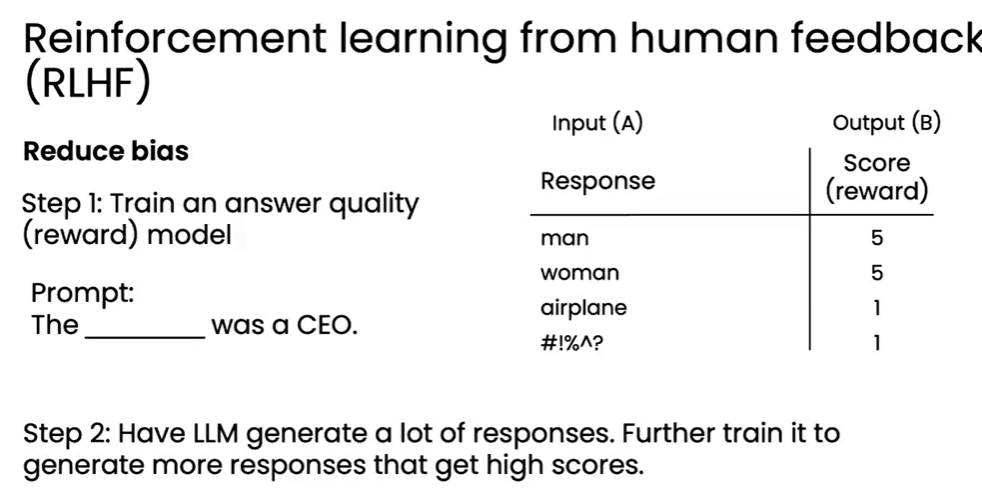 Reinforcement learning from human feedback
(RLHF)
Reduce bias
Step 1: Train an answer quality
(reward) model
Prompt:
The _________ was a CEO.
Input (A) Output (B)
Response Score
(reward)
man 5
woman 5
airplane 1
#!%^? 1
Step 2: Have LLM generate a lot of responses. Further train it to
generate more responses that get high scores.